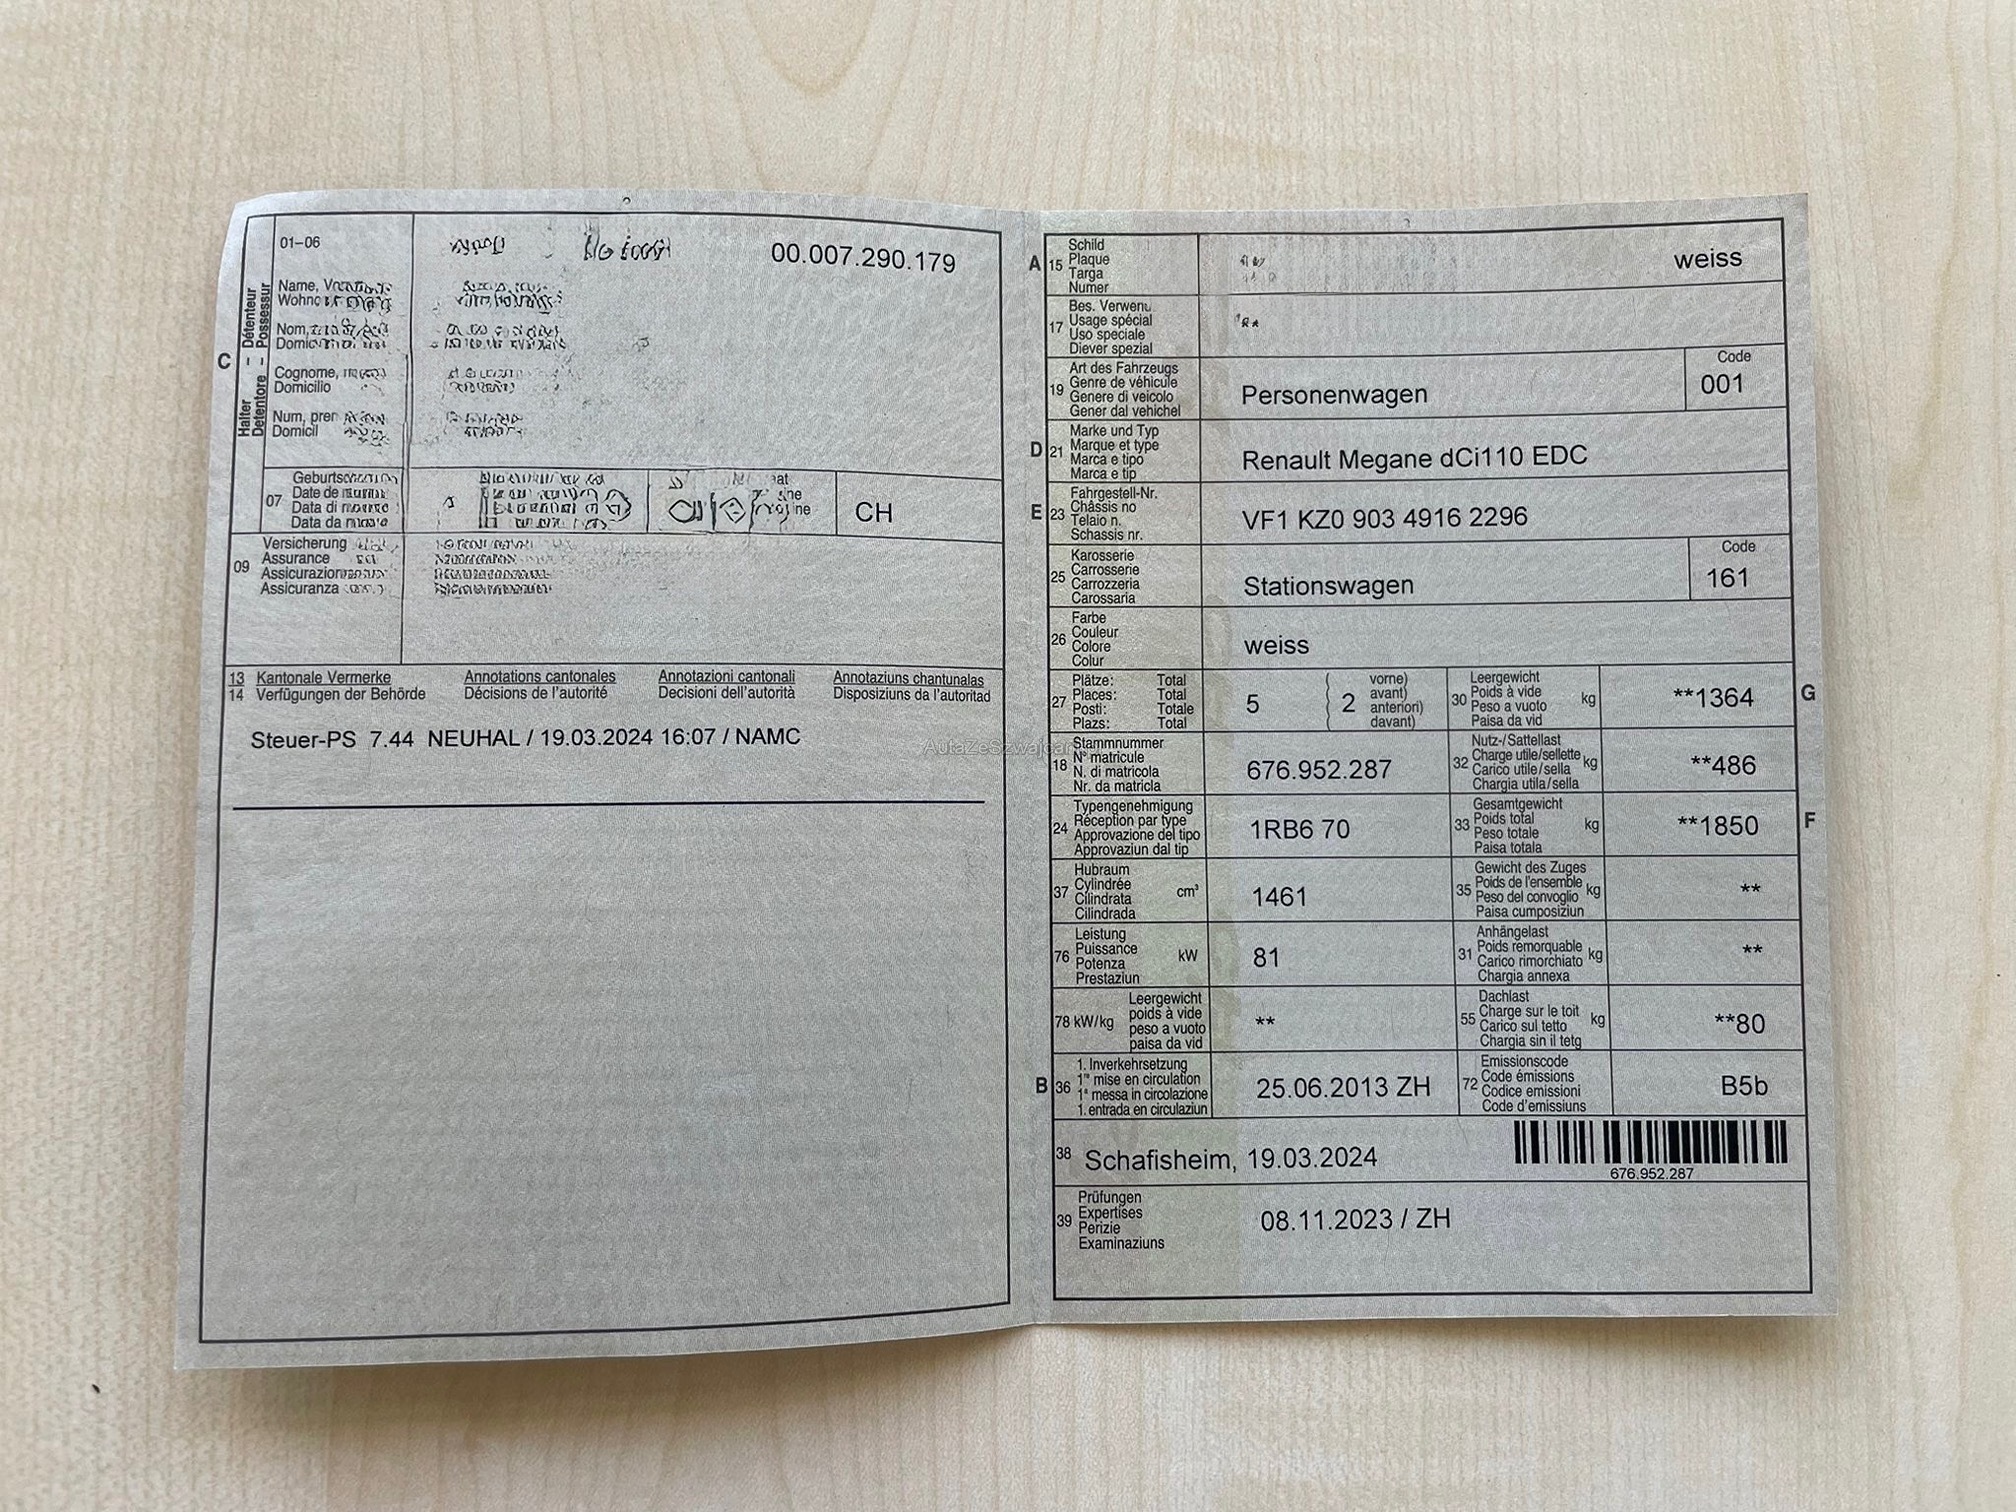 01–06
00.007.290.179
C
Halter – Détenteur
Detentore – Possessur
Name,
Nom,
Cognome,
Domicilio
Num, prer
Domicil
07
Date de
Data di
Data da
CH
09
Versicherung
Assurance
Assicurazione
Assicuranza
13 Kantonale Vermerke Annotations cantonales Annotazioni cantonali Annotaziuns chantunalas
14 Verfügungen der Behörde Décisions de l'autorité Decisioni dell'autorità Disposiziuns da l'autoritad
Steuer-PS 7.44 NEUHAL / 19.03.2024 16:07 / NAMC
AutaZeSzwajcarii
A 15
Schild
Plaque
Targa
Numer
weiss
17
Bes. Verwend
Usage spécial
Uso speciale
Diever spezial
**
19
Art des Fahrzeugs
Genre de véhicule
Genere di veicolo
Gener dal vehichel
Personenwagen
Code
001
D 21
Marke und Typ
Marque et type
Marca e tipo
Marca e tip
Renault Megane dCi110 EDC
E 23
Fahrgestell-Nr.
Châssis no
Telaio n.
Schassis nr.
VF1 KZ0 903 4916 2296
25
Karosserie
Carrosserie
Carrozzeria
Carossaria
Stationswagen
Code
161
26
Farbe
Couleur
Colore
Colur
weiss
27
Plätze: Total
Places: Total
Posti: Totale
Plazs: Total
5
2
vorne)
avant)
anteriori)
davant)
30
Leergewicht
Poids à vide
Peso a vuoto
Paisa da vid
kg
**1364
G
18
Stammnummer
N° matricule
N. di matricola
Nr. da matricla
676.952.287
32
Nutz-/Sattellast
Charge utile/sellette
Carico utile/sella
Chargia utila/sella
kg
**486
24
Typengenehmigung
Réception par type
Approvazione del tipo
Approvaziun dal tip
1RB6 70
33
Gesamtgewicht
Poids total
Peso totale
Paisa totala
kg
**1850
F
37
Hubraum
Cylindrée
Cilindrata
Cilindrada
cm³
1461
35
Gewicht des Zuges
Poids de l'ensemble
Peso del convoglio
Paisa cumposiziun
kg
**
76
Leistung
Puissance
Potenza
Prestaziun
kW
81
31
Anhängelast
Poids remorquable
Carico rimorchiato
Chargia annexa
kg
**
78 kW/kg
Leergewicht
poids à vide
peso a vuoto
paisa da vid
**
55
Dachlast
Charge sur le toit
Carico sul tetto
Chargia sin il tetg
kg
**80
B 36
1. Inverkehrsetzung
1re mise en circulation
1a messa in circolazione
1. entrada en circulaziun
25.06.2013 ZH
72
Emissionscode
Code émissions
Codice emissioni
Code d'emissiuns
B5b
38
Schafisheim, 19.03.2024
676.952.287
39
Prüfungen
Expertises
Perizie
Examinaziuns
08.11.2023 / ZH